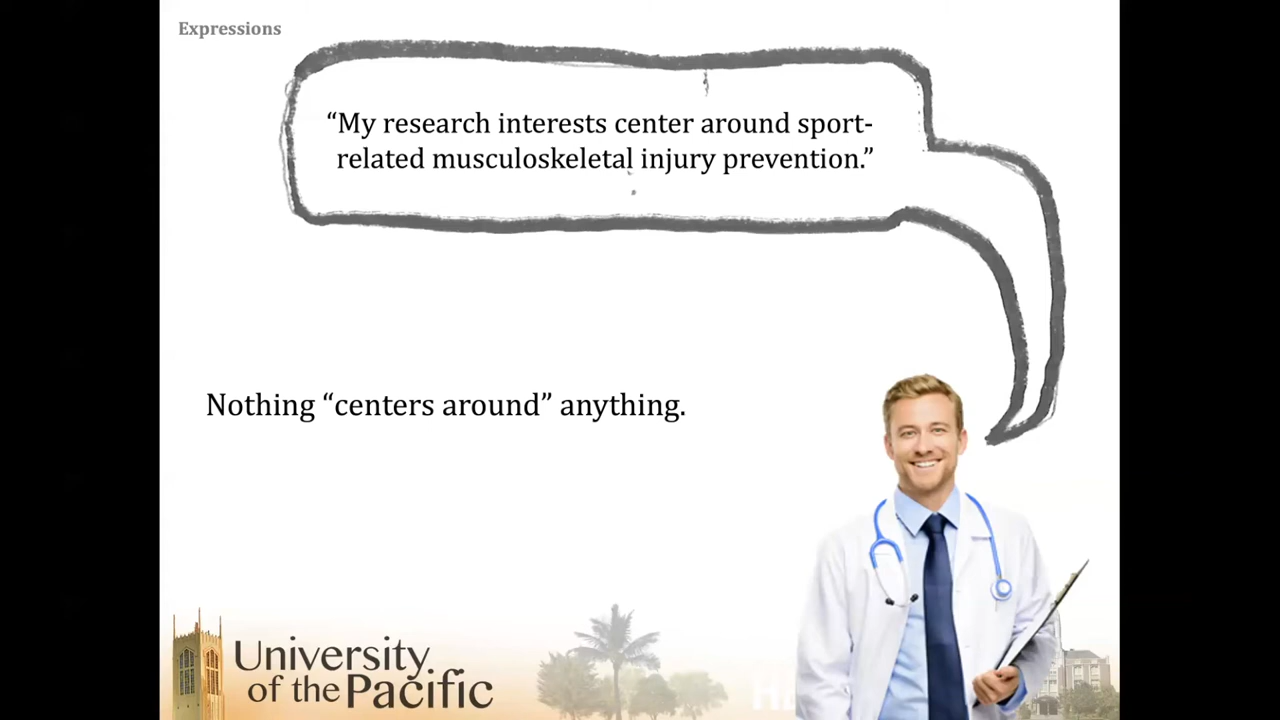 Expressions
“My research interests center around sport-
related musculoskeletal injury prevention.”
Nothing “centers around” anything.
University
of the Pacific